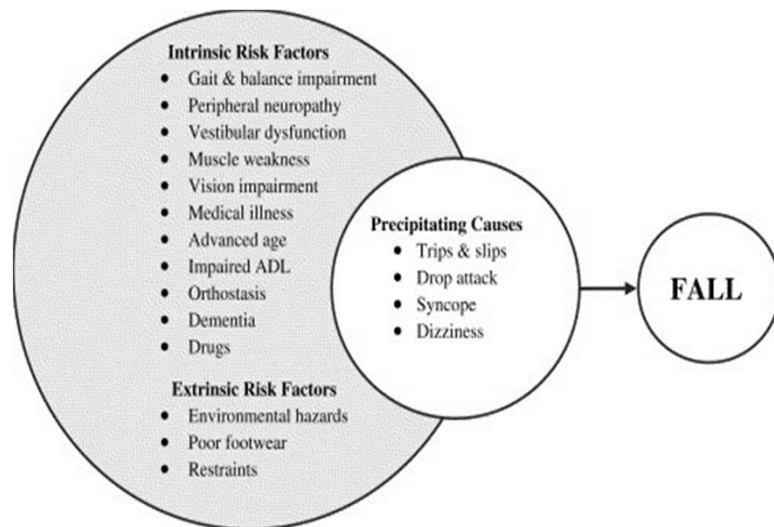 Intrinsic Risk Factors
• Gait & balance impairment
• Peripheral neuropathy
• Vestibular dysfunction
• Muscle weakness
• Vision impairment
• Medical illness
• Advanced age
• Impaired ADL
• Orthostasis
• Dementia
• Drugs
Extrinsic Risk Factors
• Environmental hazards
• Poor footwear
• Restraints
Precipitating Causes
• Trips & slips
• Drop attack
• Syncope
• Dizziness
FALL